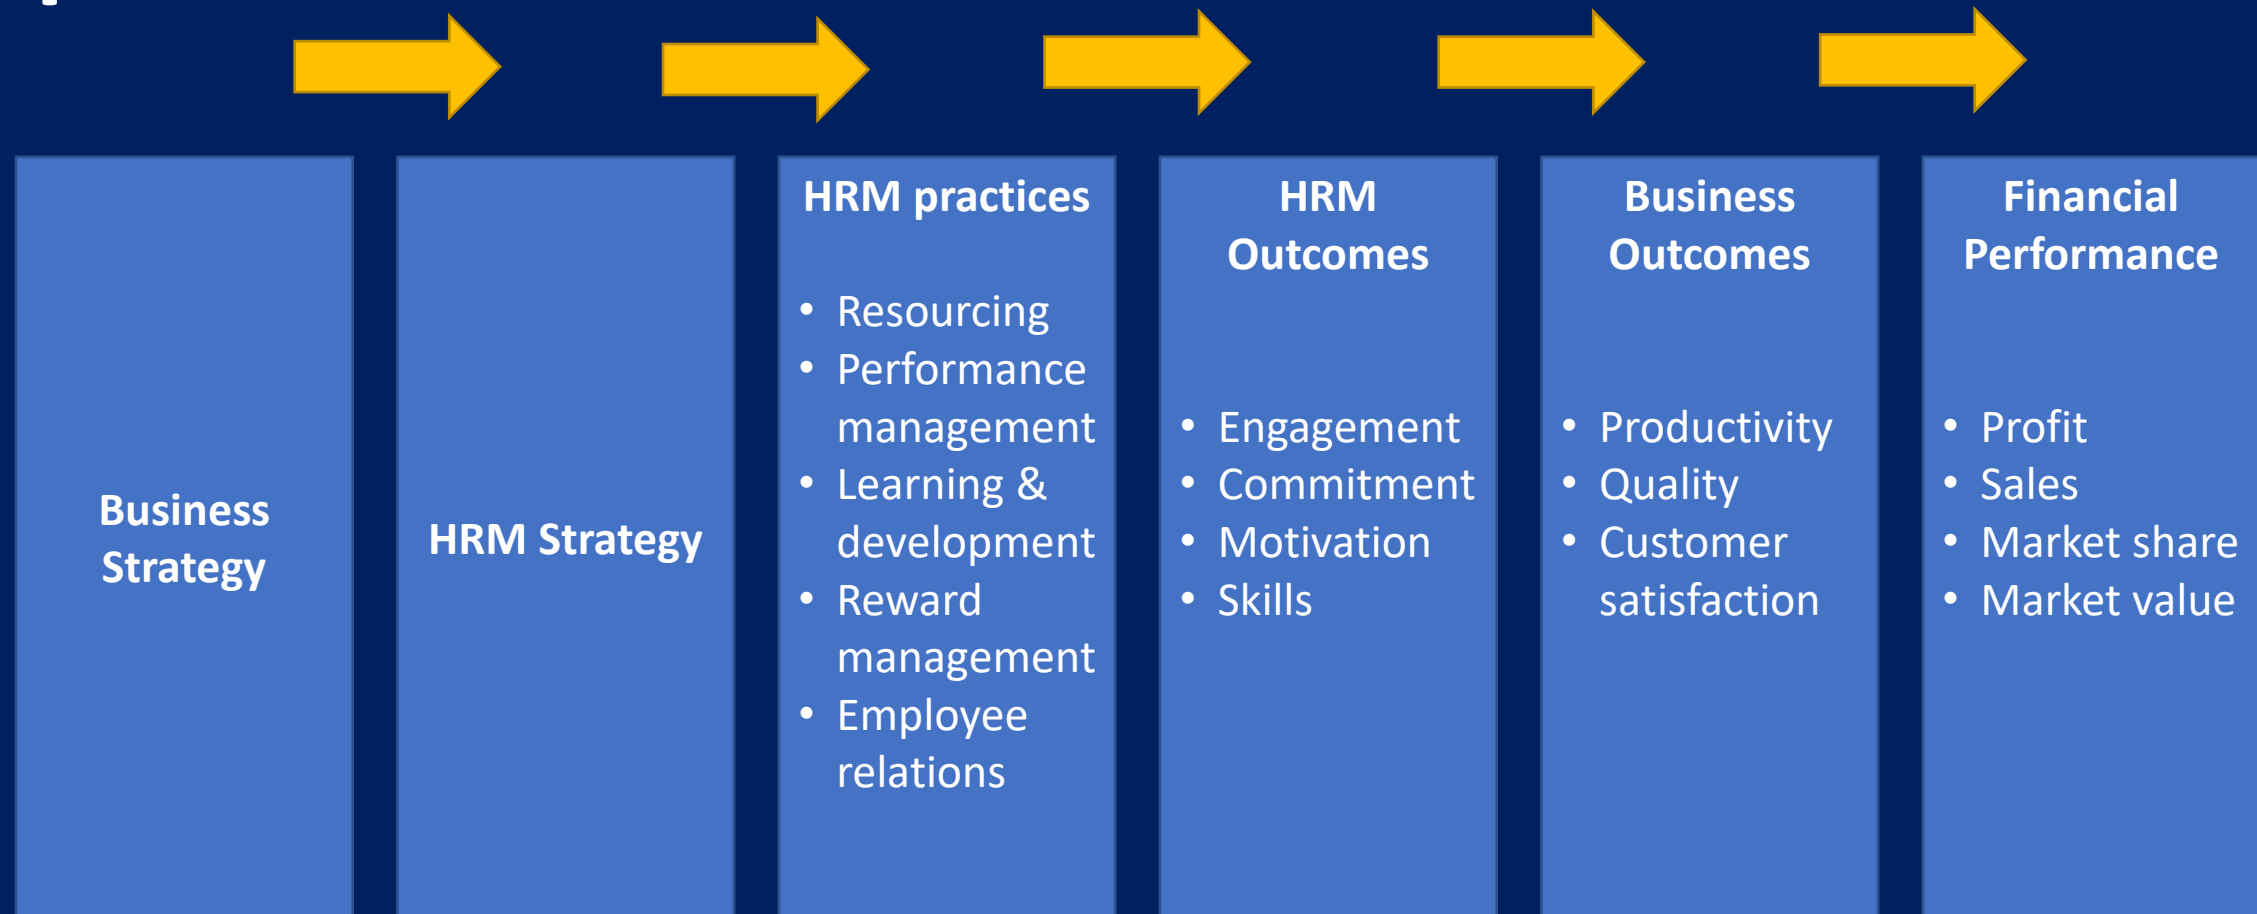 Business
Strategy
HRM Strategy
HRM practices
• Resourcing
• Performance
management
• Learning &
development
• Reward
management
• Employee
relations
HRM
Outcomes
• Engagement
• Commitment
• Motivation
• Skills
Business
Outcomes
• Productivity
• Quality
• Customer
satisfaction
Financial
Performance
• Profit
• Sales
• Market share
• Market value